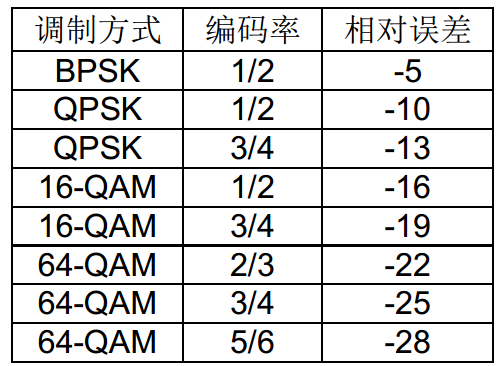 调制方式 编码率 相对误差
BPSK 1/2 -5
QPSK 1/2 -10
QPSK 3/4 -13
16-QAM 1/2 -16
16-QAM 3/4 -19
64-QAM 2/3 -22
64-QAM 3/4 -25
64-QAM 5/6 -28